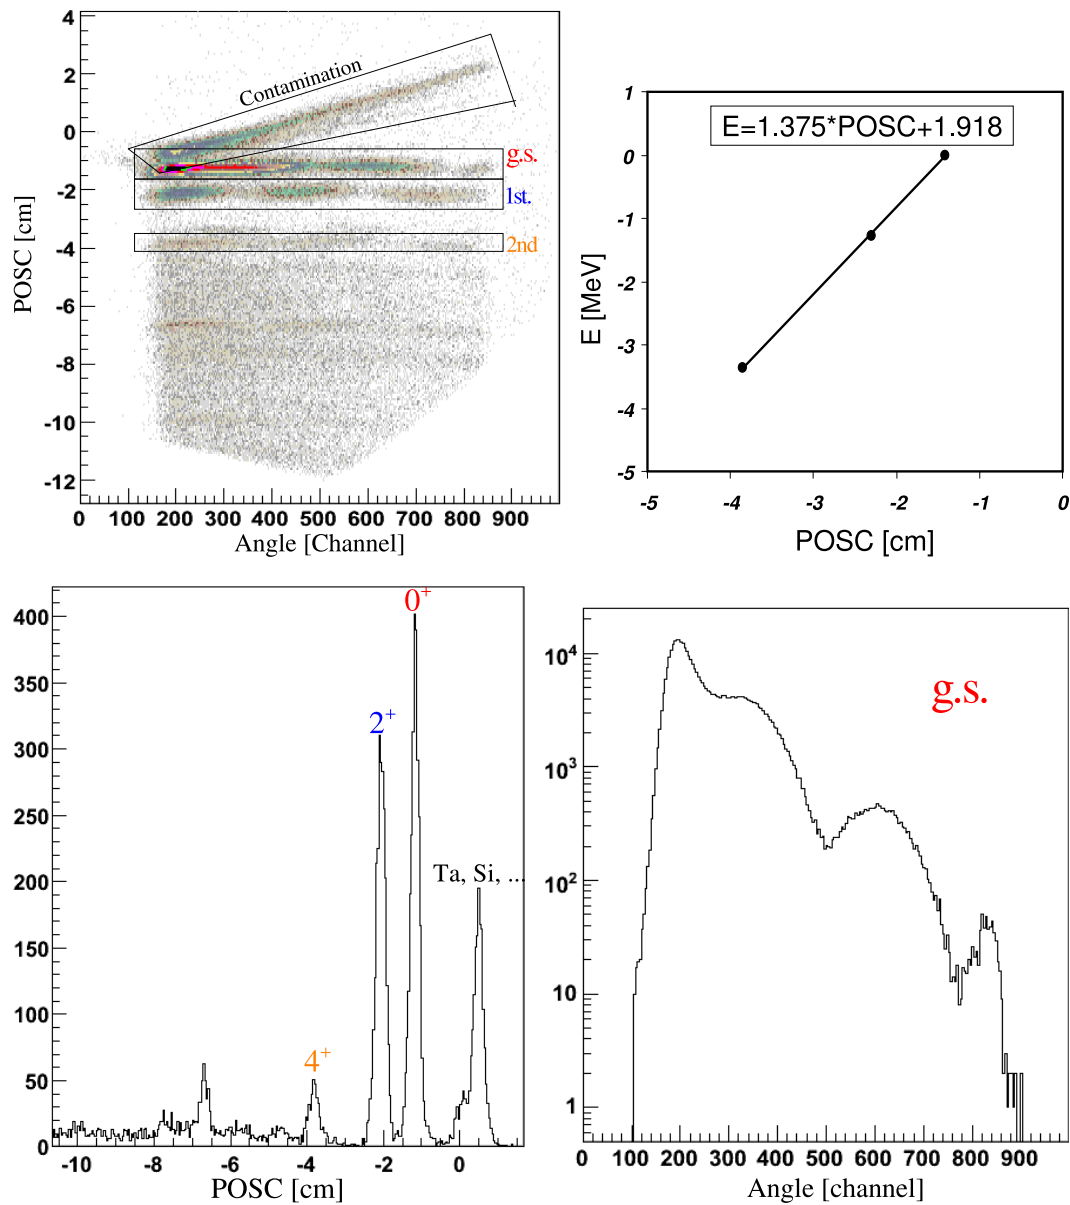 4
2
0
-2
-4
-6
-8
-10
-12
POSC [cm]
Contamination
g.s.
1st.
2nd
0 100 200 300 400 500 600 700 800 900
Angle [Channel]
1
0
-1
-2
-3
-4
-5
E [MeV]
E=1.375*POSC+1.918
-5 -4 -3 -2 -1 0
POSC [cm]
400
350
300
250
200
150
100
50
0
0+
2+
Ta, Si, ...
4+
-10 -8 -6 -4 -2 0
POSC [cm]
10^4
10^3
10^2
10
1
g.s.
0 100 200 300 400 500 600 700 800 900
Angle [channel]